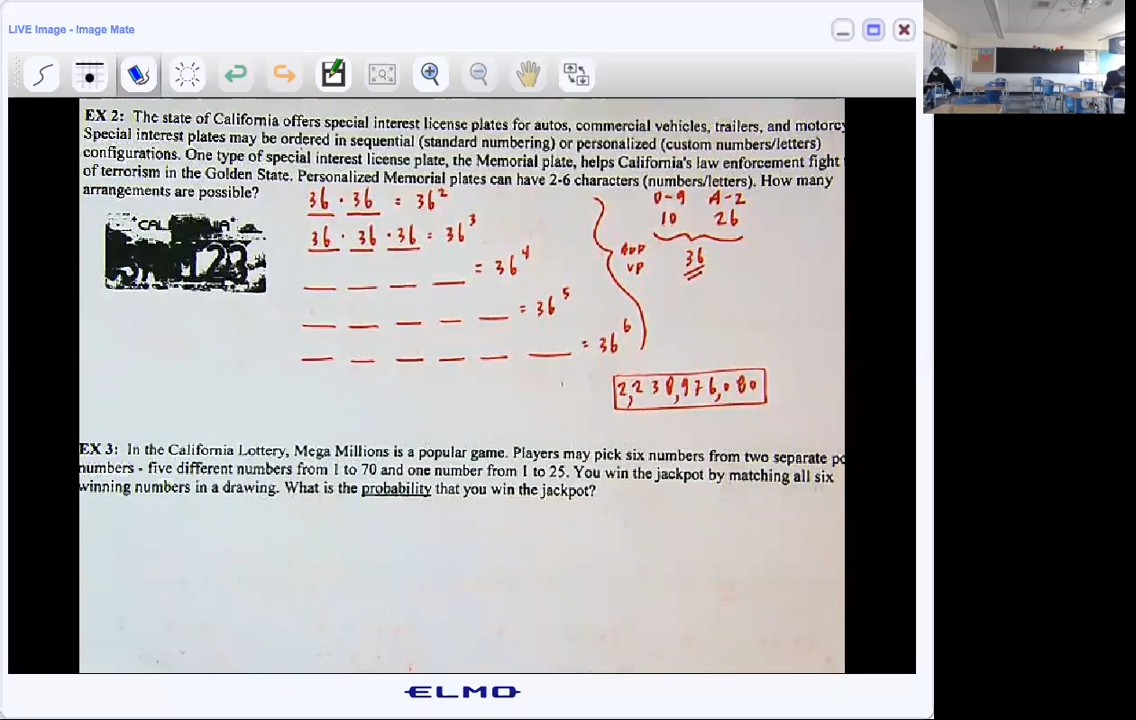 LIVE Image - Image Mate
EX 2: The state of California offers special interest license plates for autos, commercial vehicles, trailers, and motorcy
Special interest plates may be ordered in sequential (standard numbering) or personalized (custom numbers/letters)
configurations. One type of special interest license plate, the Memorial plate, helps California's law enforcement fight
of terrorism in the Golden State. Personalized Memorial plates can have 2-6 characters (numbers/letters). How many
arrangements are possible?
36 · 36 = 36²
0-9 A-Z
10 26
36
CALIFORNIA
123
36 · 36 · 36 = 36³
= 36⁴
ADD
UP
= 36⁵
= 36⁶
2,238,976,080
EX 3: In the California Lottery, Mega Millions is a popular game. Players may pick six numbers from two separate po
numbers - five different numbers from 1 to 70 and one number from 1 to 25. You win the jackpot by matching all six
winning numbers in a drawing. What is the probability that you win the jackpot?
ELMO